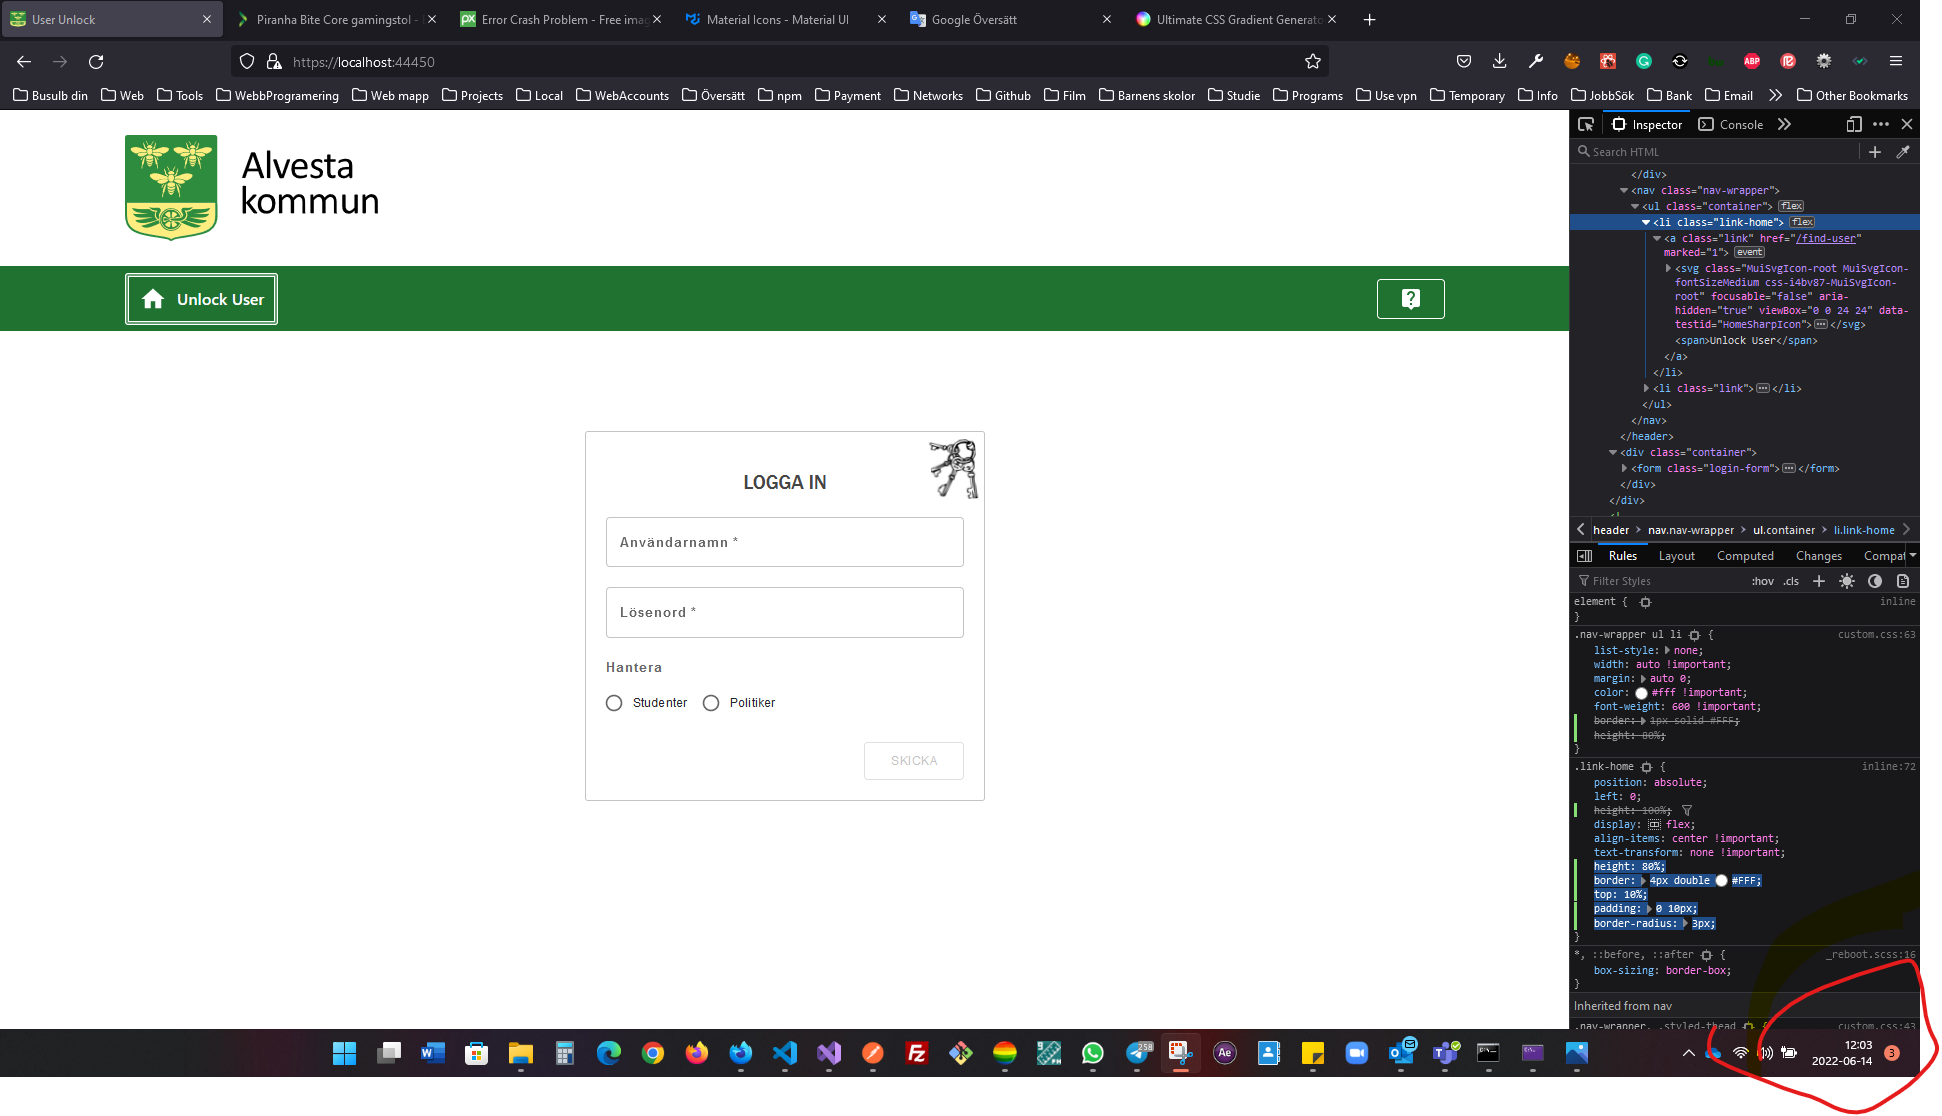 User Unlock
Piranha Bite Core gamingstol -
Error Crash Problem - Free imag
Material Icons - Material UI
Google Översätt
Ultimate CSS Gradient Generato
https://localhost:44450
ABP
Busulb din
Web
Tools
WebbProgramering
Web mapp
Projects
Local
WebAccounts
Översätt
npm
Payment
Networks
Github
Film
Barnens skolor
Studie
Programs
Use vpn
Temporary
Info
JobbSök
Bank
Email
Other Bookmarks
Alvesta
kommun
Unlock User
LOGGA IN
Användarnamn *
Lösenord *
Hantera
Studenter
Politiker
SKICKA
Inspector
Console
Search HTML
</div>
<nav class="nav-wrapper">
<ul class="container"> flex
<li class="link-home"> flex
<a class="link" href="/find-user"
marked="1"> event
<svg class="MuiSvgIcon-root MuiSvgIcon-
fontSizeMedium css-i4bv87-MuiSvgIcon-
root" focusable="false" aria-
hidden="true" viewBox="0 0 24 24" data-
testid="HomeSharpIcon"> </svg>
<span>Unlock User</span>
</a>
</li>
<li class="link"> </li>
</ul>
</nav>
</header>
<div class="container">
<form class="login-form"> </form>
</div>
</div>
header > nav.nav-wrapper > ul.container > li.link-home
Rules
Layout
Computed
Changes
Compat
Filter Styles
:hov .cls
element {
inline
}
.nav-wrapper ul li {
custom.css:63
list-style: none;
width: auto !important;
margin: auto 0;
color: #fff !important;
font-weight: 600 !important;
border: 1px solid #FFF;
height: 80%;
}
.link-home {
inline:72
position: absolute;
left: 0;
height: 100%;
display: flex;
align-items: center !important;
text-transform: none !important;
height: 80%;
border: 4px double #FFF;
top: 10%;
padding: 0 10px;
border-radius: 3px;
}
*, ::before, ::after {
_reboot.scss:16
box-sizing: border-box;
}
Inherited from nav
.nav-wrapper, .styled-thead {
custom.css:43
258
Ae
12:03
2022-06-14
3